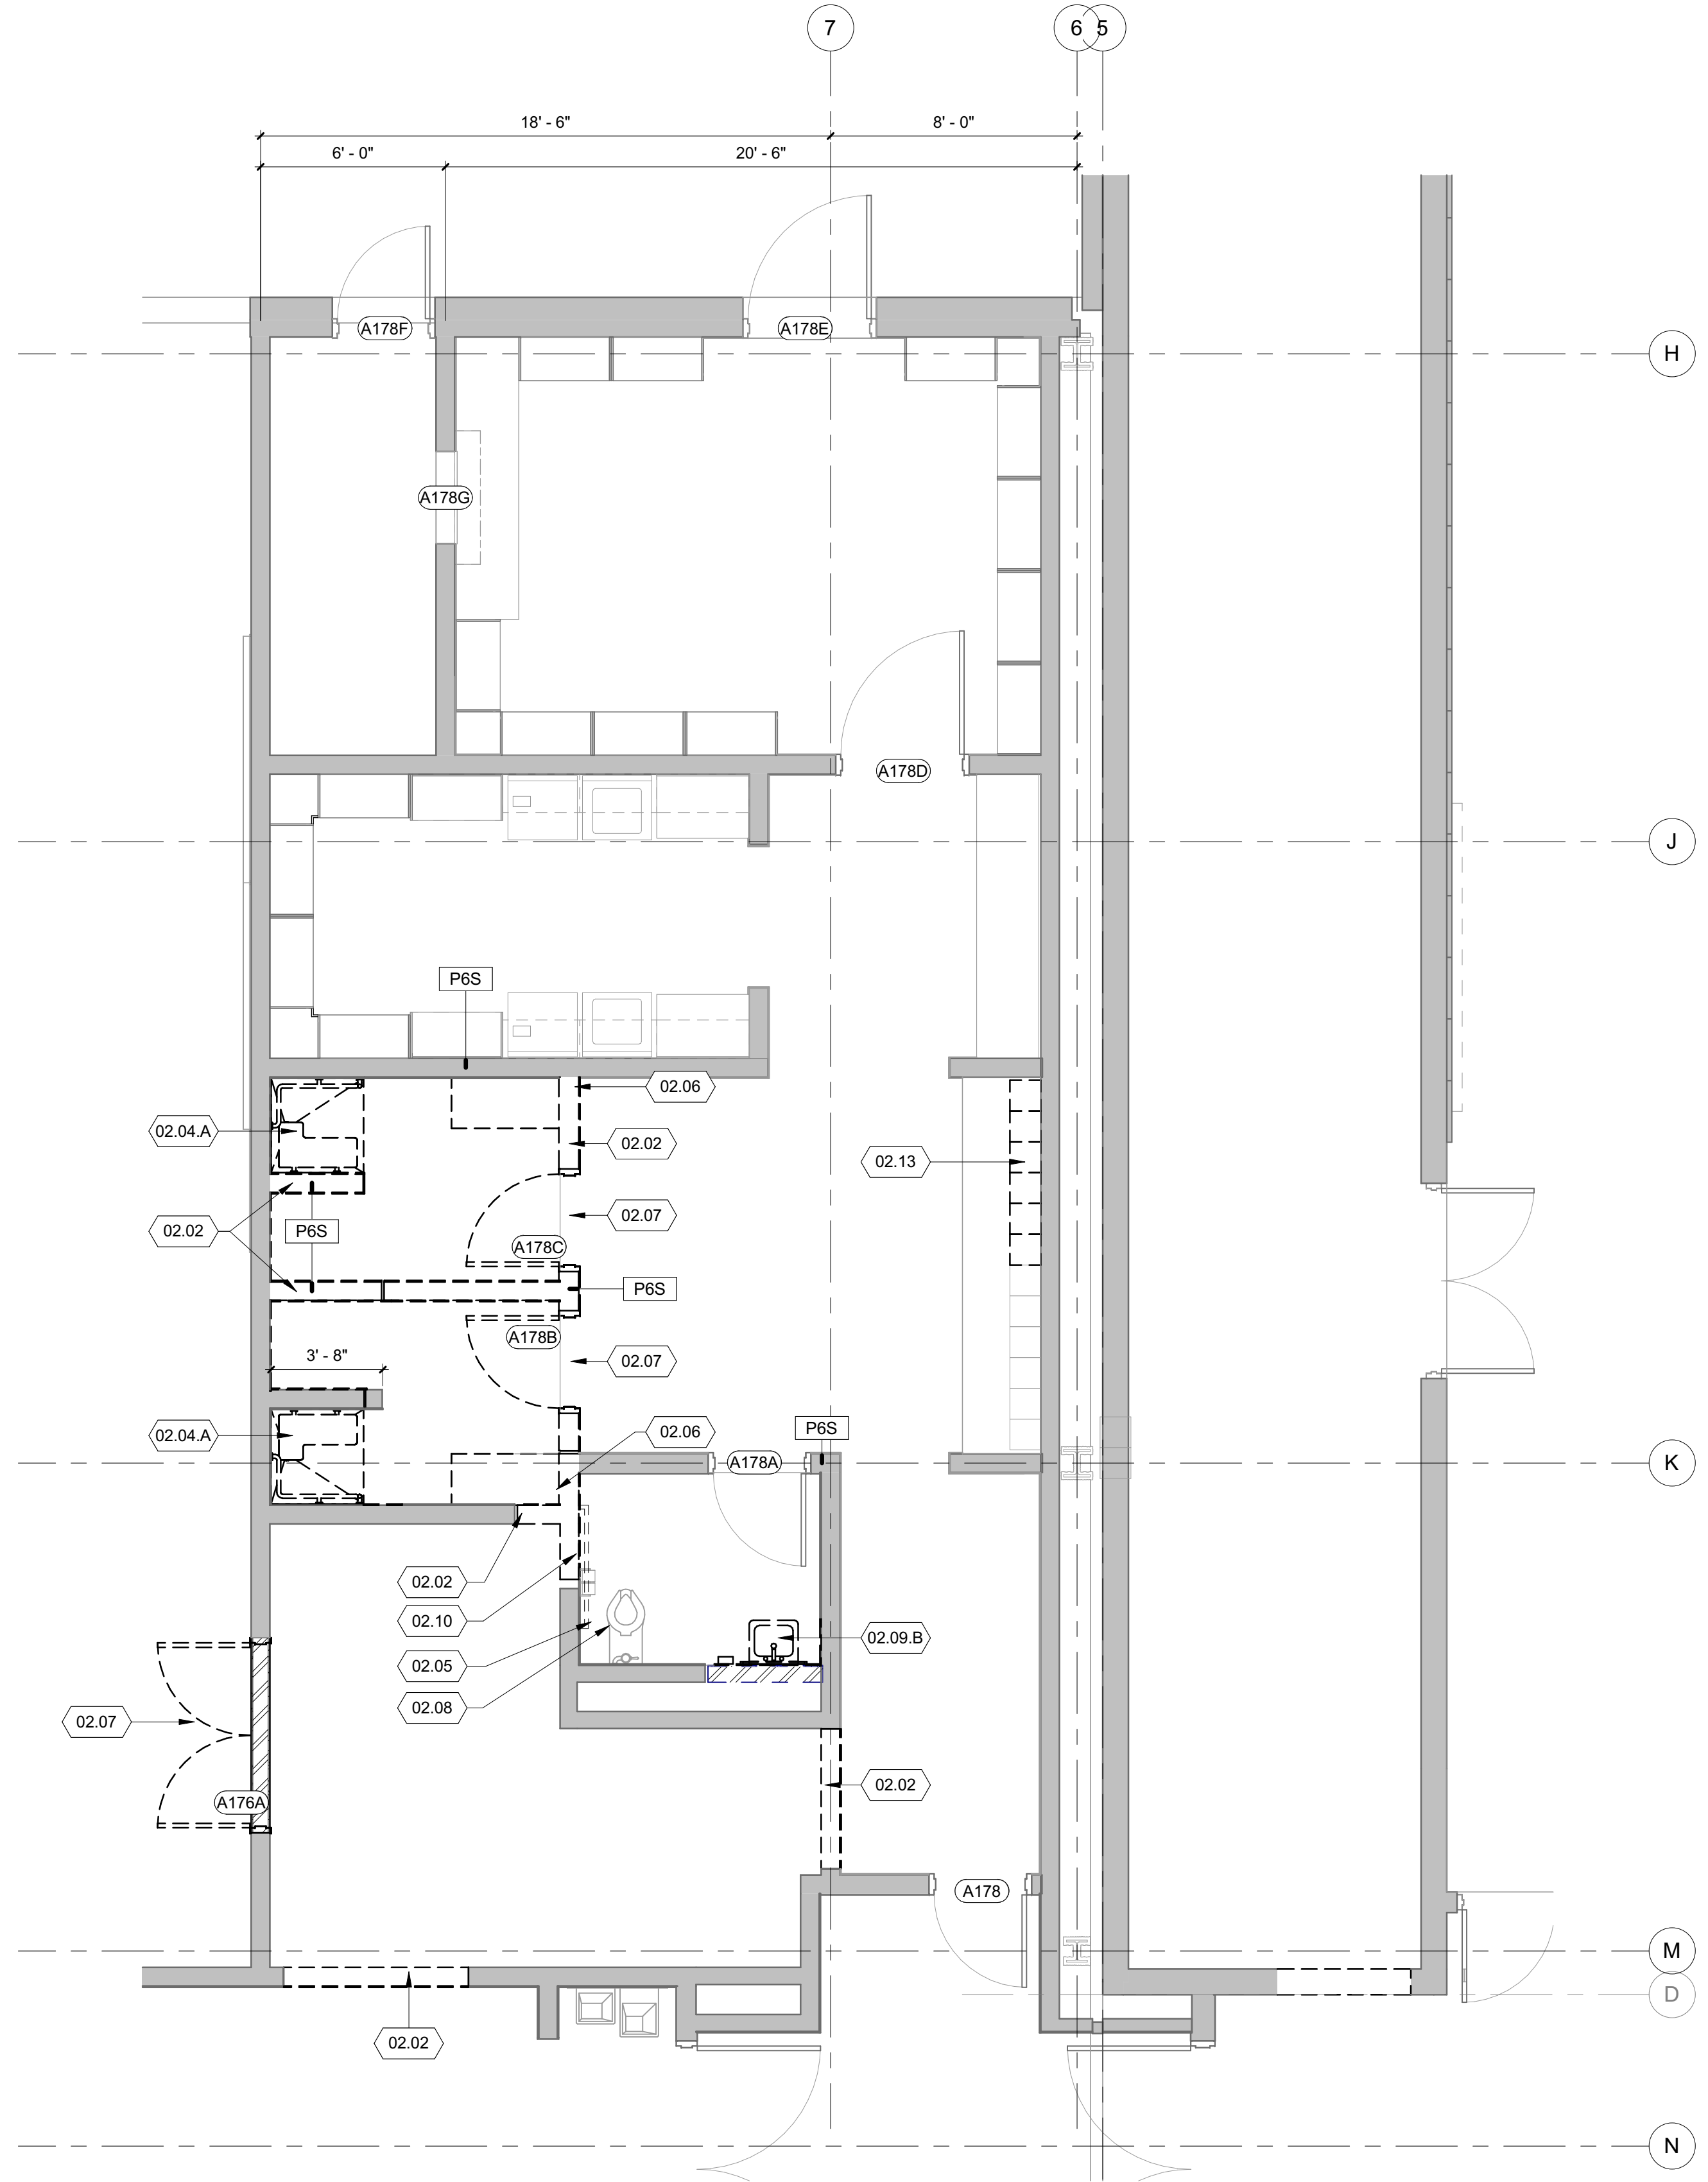 7
6
5
18' - 6"
8' - 0"
6' - 0"
20' - 6"
A178F
A178E
H
A178G
A178D
J
P6S
02.06
02.04.A
02.02
02.13
02.07
02.02
P6S
A178C
P6S
A178B
3' - 8"
02.07
02.04.A
02.06
P6S
A178A
K
02.02
02.10
02.05
02.09.B
02.08
02.07
02.02
A176A
A178
M
D
02.02
N